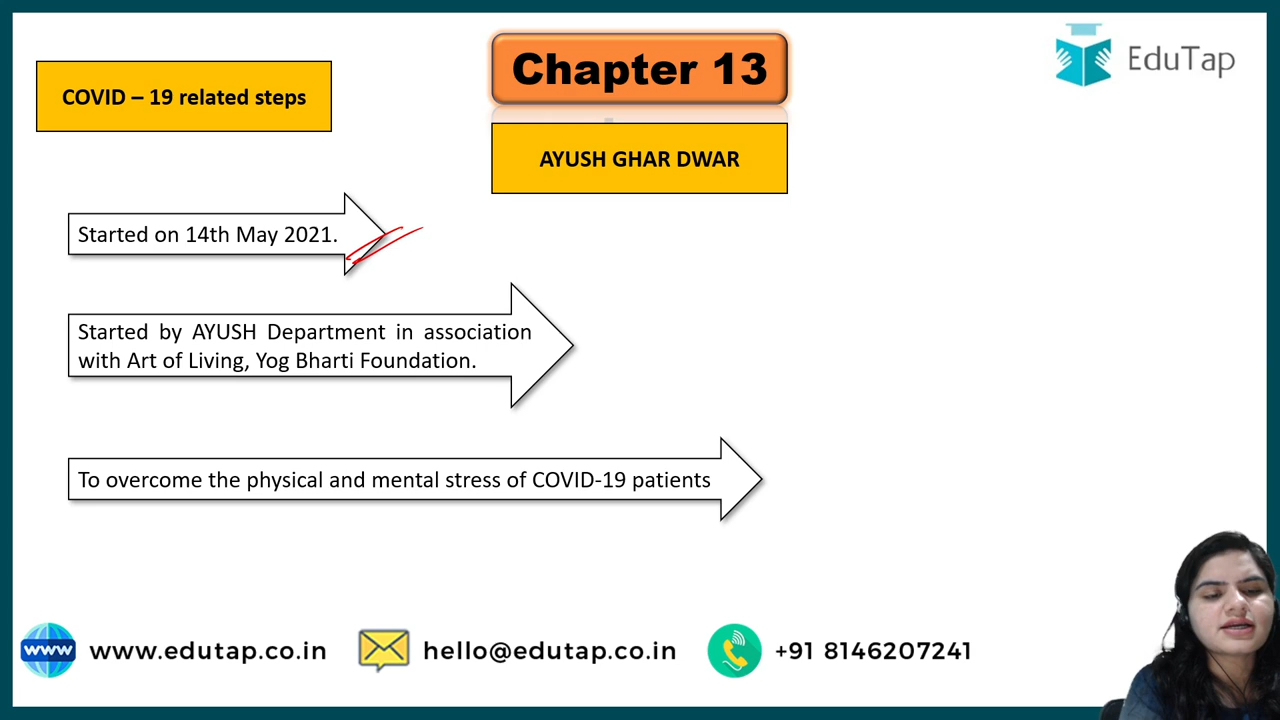 Chapter 13
EduTap
COVID – 19 related steps
AYUSH GHAR DWAR
Started on 14th May 2021.
Started by AYUSH Department in association
with Art of Living, Yog Bharti Foundation.
To overcome the physical and mental stress of COVID-19 patients
www
www.edutap.co.in
hello@edutap.co.in
+91 8146207241